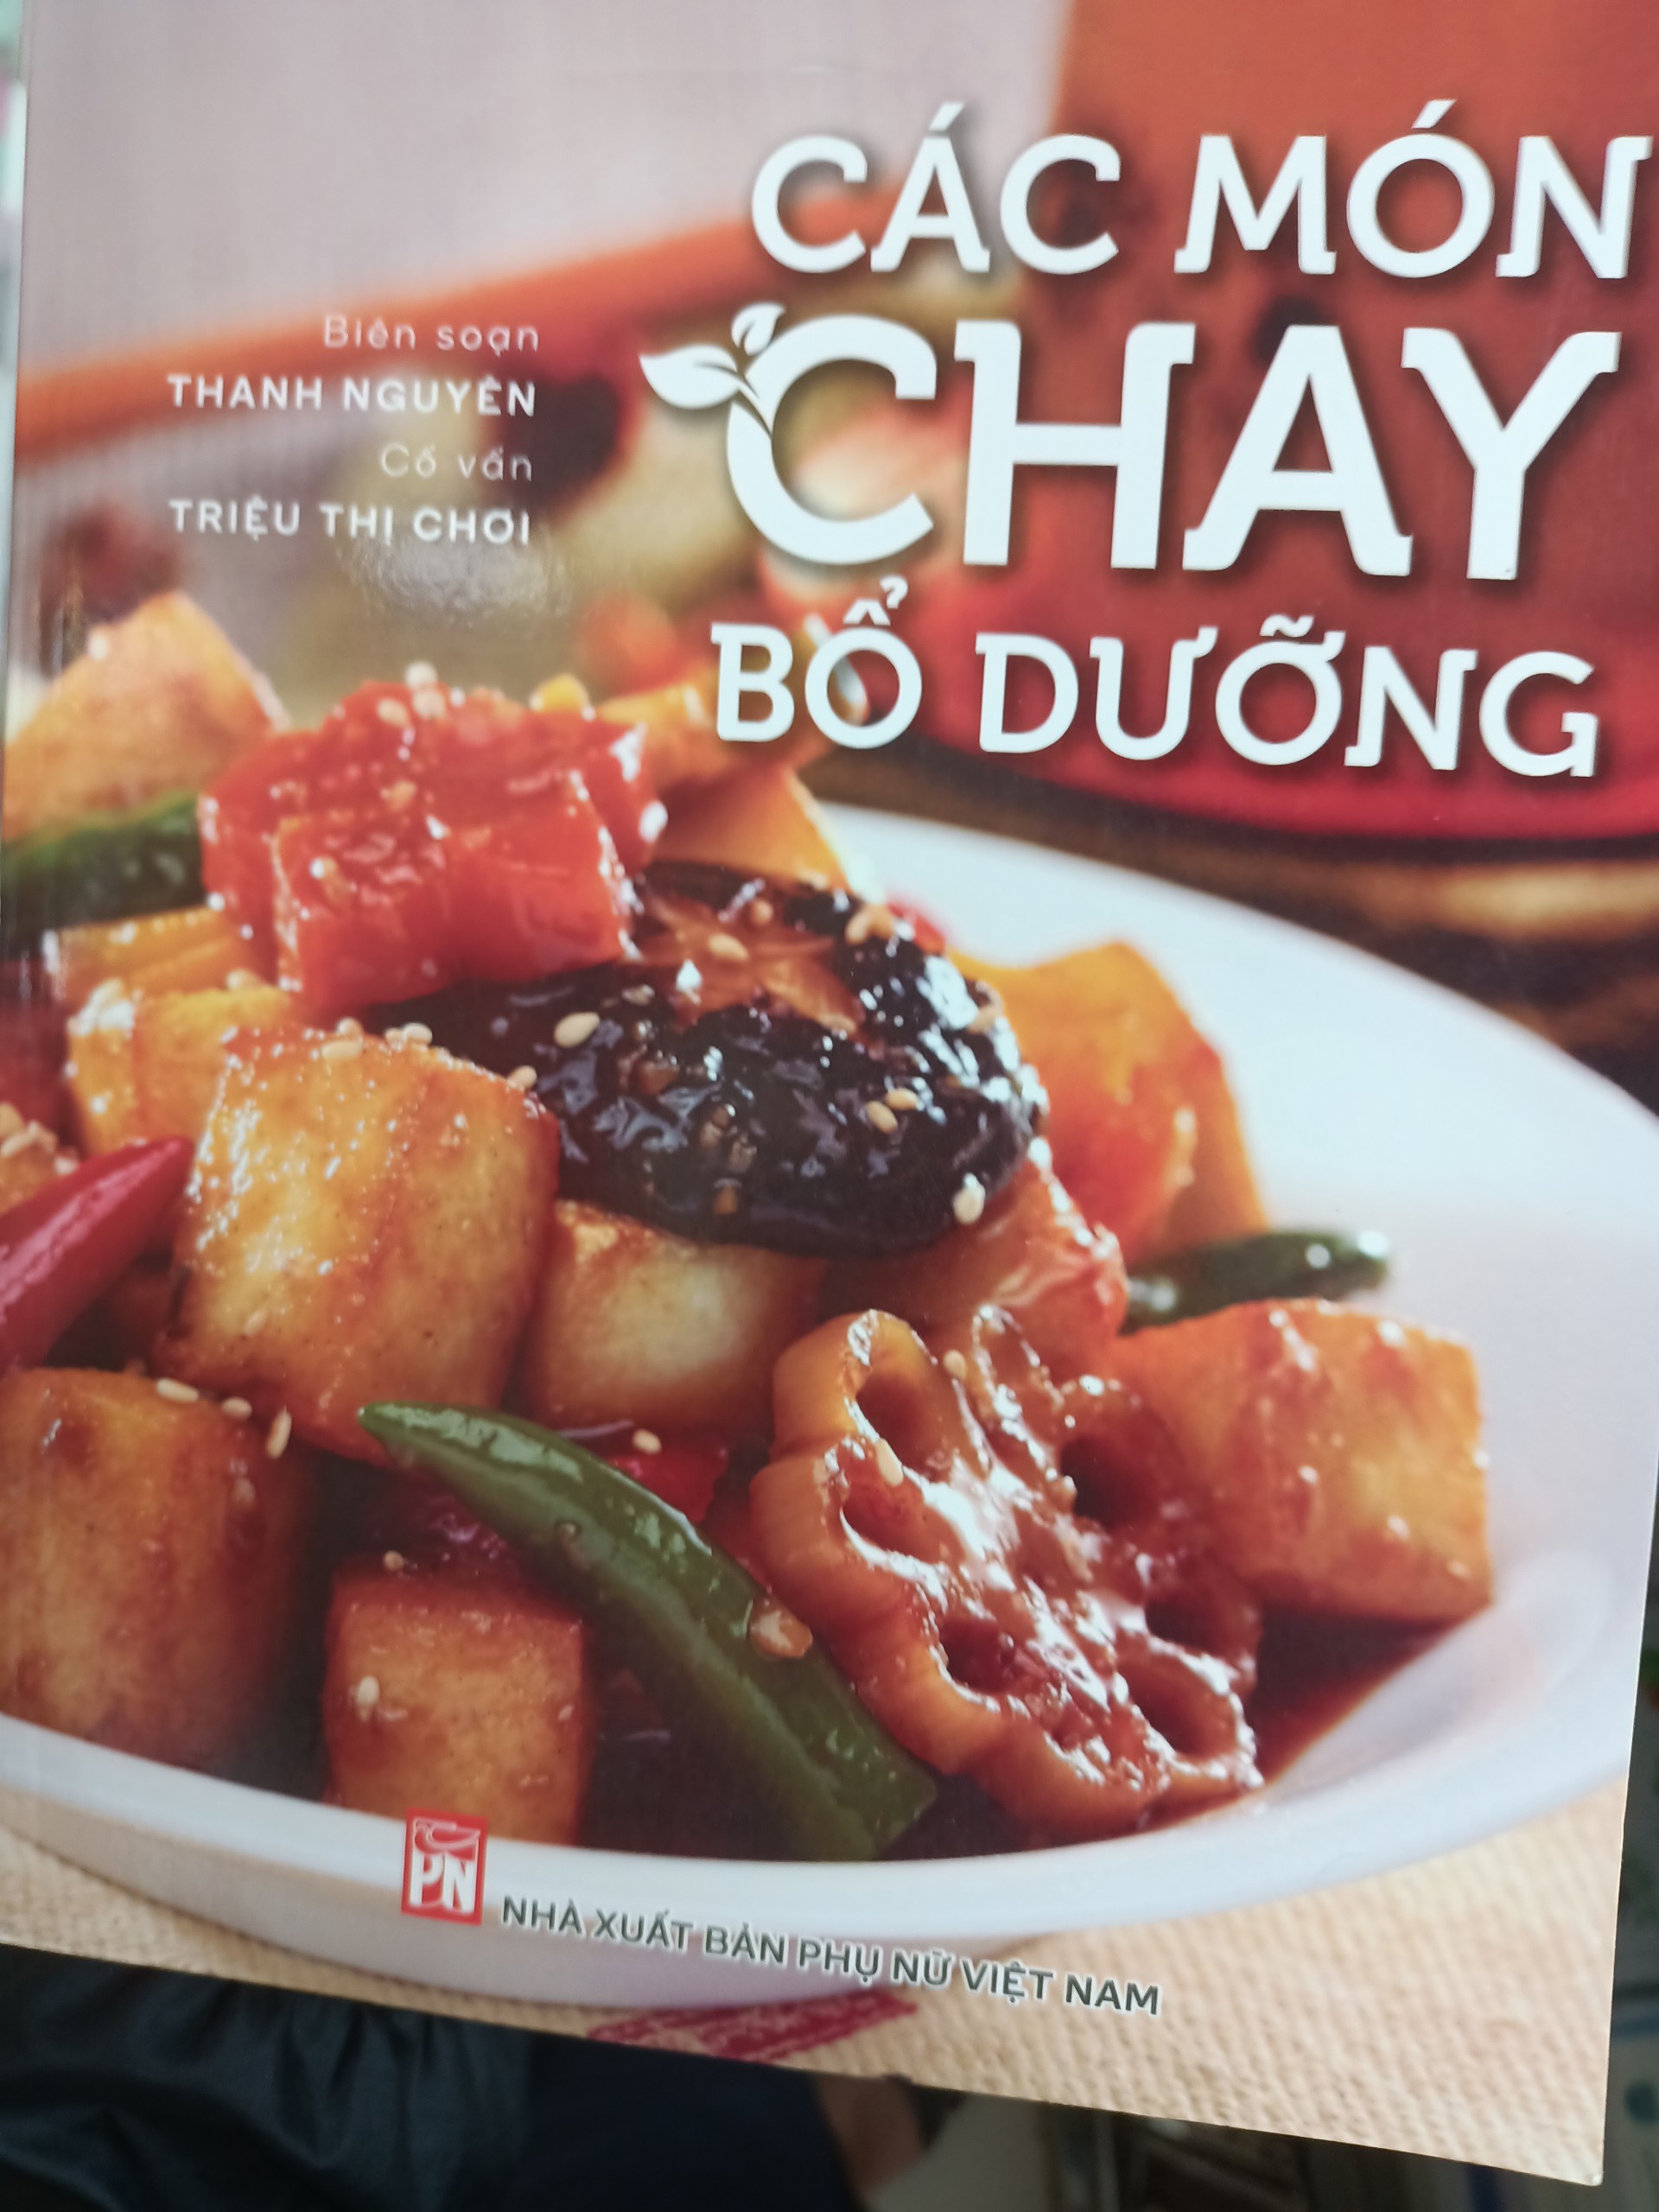 CÁC MÓN
CHAY
BỔ DƯỠNG
Biên soạn
THANH NGUYÊN
Cố vấn
TRIỆU THỊ CHƠI
PN
NHÀ XUẤT BẢN PHỤ NỮ VIỆT NAM